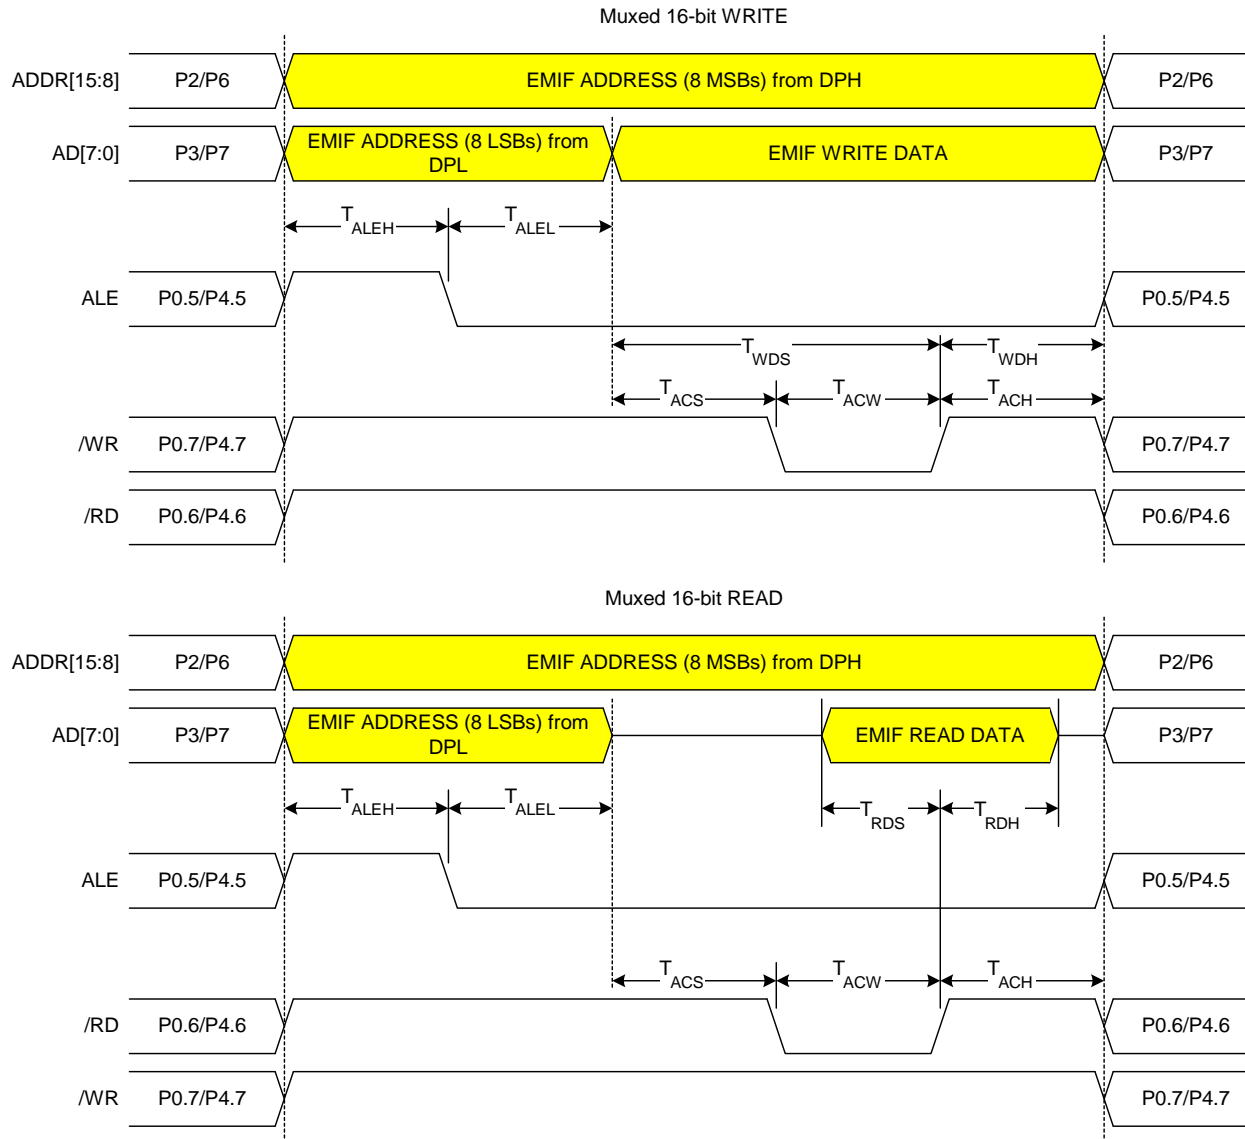 Muxed 16-bit WRITE
ADDR[15:8] P2/P6 EMIF ADDRESS (8 MSBs) from DPH P2/P6
AD[7:0] P3/P7 EMIF ADDRESS (8 LSBs) from DPL EMIF WRITE DATA P3/P7
TALEH TALEL
ALE P0.5/P4.5 P0.5/P4.5
TWDS TWDH
TACS TACW TACH
/WR P0.7/P4.7 P0.7/P4.7
/RD P0.6/P4.6 P0.6/P4.6
Muxed 16-bit READ
ADDR[15:8] P2/P6 EMIF ADDRESS (8 MSBs) from DPH P2/P6
AD[7:0] P3/P7 EMIF ADDRESS (8 LSBs) from DPL EMIF READ DATA P3/P7
TALEH TALEL TRDS TRDH
ALE P0.5/P4.5 P0.5/P4.5
TACS TACW TACH
/RD P0.6/P4.6 P0.6/P4.6
/WR P0.7/P4.7 P0.7/P4.7